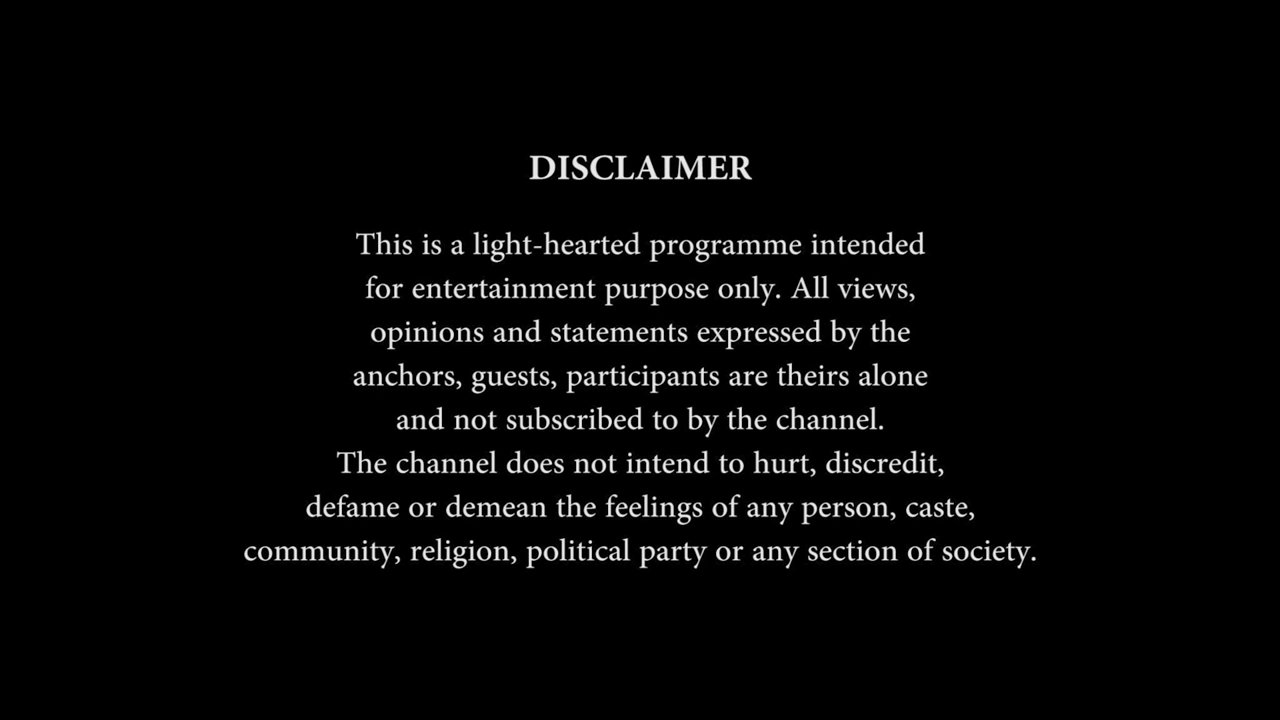 DISCLAIMER
This is a light-hearted programme intended
for entertainment purpose only. All views,
opinions and statements expressed by the
anchors, guests, participants are theirs alone
and not subscribed to by the channel.
The channel does not intend to hurt, discredit,
defame or demean the feelings of any person, caste,
community, religion, political party or any section of society.